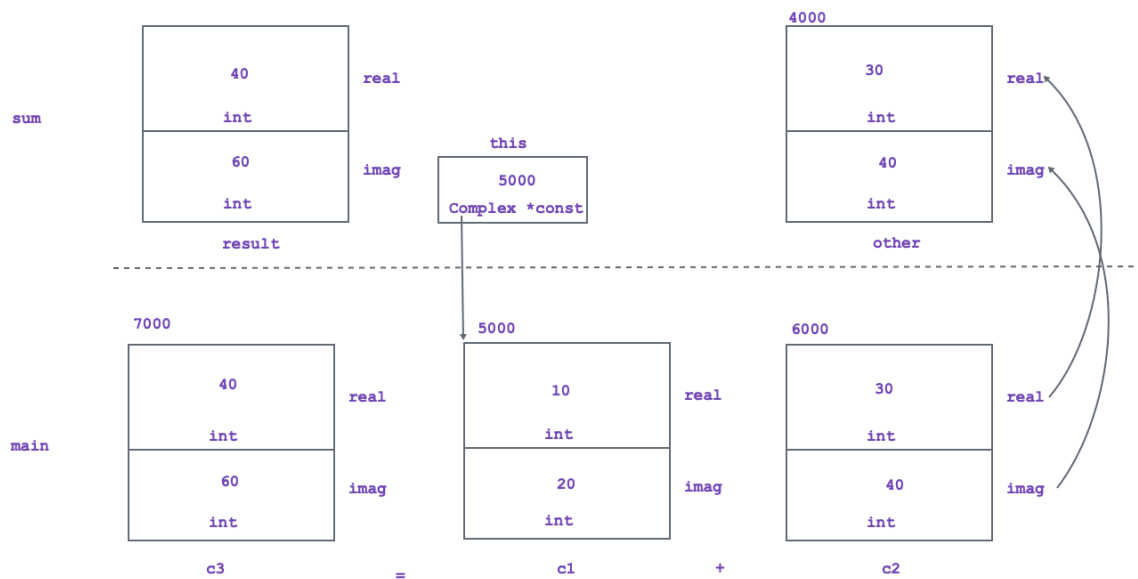 4000
40
real
30
real
int
int
sum
this
60
imag
5000
40
imag
int
Complex *const
int
result
other
7000
5000
6000
40
real
10
real
30
real
int
int
int
main
60
imag
20
imag
40
imag
int
int
int
c3
=
c1
+
c2